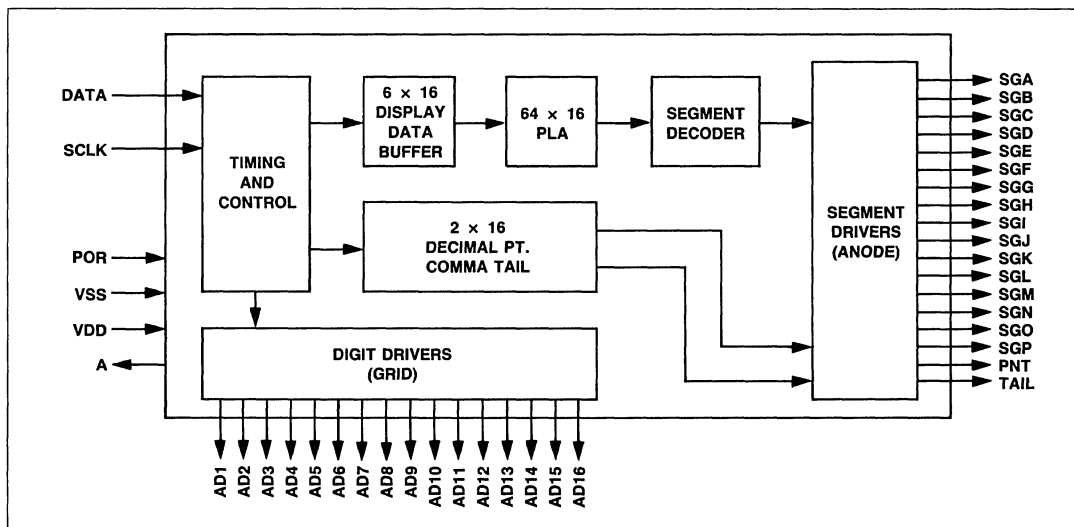 DATA
SCLK
POR
VSS
VDD
A
TIMING
AND
CONTROL
6 × 16
DISPLAY
DATA
BUFFER
64 × 16
PLA
SEGMENT
DECODER
2 × 16
DECIMAL PT.
COMMA TAIL
DIGIT DRIVERS
(GRID)
SEGMENT
DRIVERS
(ANODE)
SGA
SGB
SGC
SGD
SGE
SGF
SGG
SGH
SGI
SGJ
SGK
SGL
SGM
SGN
SGO
SGP
PNT
TAIL
AD1
AD2
AD3
AD4
AD5
AD6
AD7
AD8
AD9
AD10
AD11
AD12
AD13
AD14
AD15
AD16